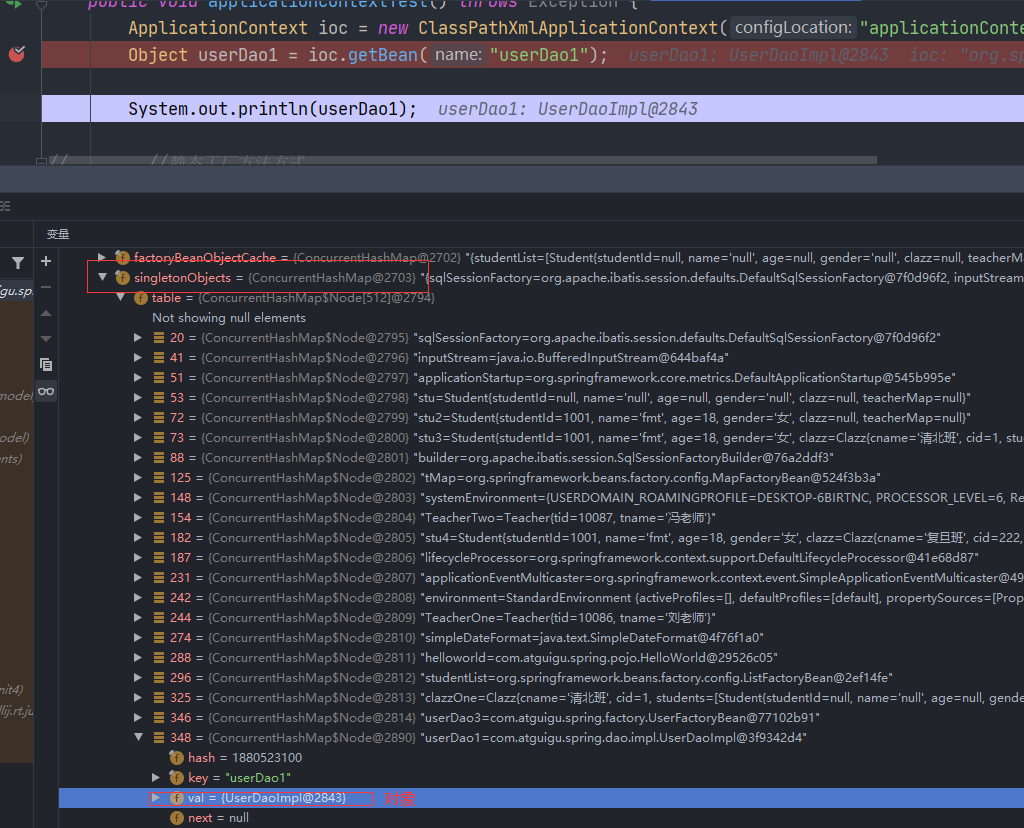 public void applicationContextTest() throws Exception {
ApplicationContext ioc = new ClassPathXmlApplicationContext( configLocation: "applicationConte
Object userDao1 = ioc.getBean( name: "userDao1");  userDao1: UserDaoImpl@2843  ioc: "org.sp
System.out.println(userDao1);  userDao1: UserDaoImpl@2843
//        //静态工厂方法方式
变量
factoryBeanObjectCache = {ConcurrentHashMap@2702} "{studentList=[Student{studentId=null, name='null', age=null, gender='null', clazz=null, teacherMa
singletonObjects = {ConcurrentHashMap@2703} "{sqlSessionFactory=org.apache.ibatis.session.defaults.DefaultSqlSessionFactory@7f0d96f2, inputStream
gu.sp
table = {ConcurrentHashMap$Node[512]@2794}
Not showing null elements
20 = {ConcurrentHashMap$Node@2795} "sqlSessionFactory=org.apache.ibatis.session.defaults.DefaultSqlSessionFactory@7f0d96f2"
41 = {ConcurrentHashMap$Node@2796} "inputStream=java.io.BufferedInputStream@644baf4a"
51 = {ConcurrentHashMap$Node@2797} "applicationStartup=org.springframework.core.metrics.DefaultApplicationStartup@545b995e"
model
53 = {ConcurrentHashMap$Node@2798} "stu=Student{studentId=null, name='null', age=null, gender='null', clazz=null, teacherMap=null}"
72 = {ConcurrentHashMap$Node@2799} "stu2=Student{studentId=1001, name='fmt', age=18, gender='女', clazz=null, teacherMap=null}"
odel)
73 = {ConcurrentHashMap$Node@2800} "stu3=Student{studentId=1001, name='fmt', age=18, gender='女', clazz=Clazz{cname='清北班', cid=1, stu
nts)
88 = {ConcurrentHashMap$Node@2801} "builder=org.apache.ibatis.session.SqlSessionFactoryBuilder@76a2ddf3"
125 = {ConcurrentHashMap$Node@2802} "tMap=org.springframework.beans.factory.config.MapFactoryBean@524f3b3a"
148 = {ConcurrentHashMap$Node@2803} "systemEnvironment={USERDOMAIN_ROAMINGPROFILE=DESKTOP-6BIRTNC, PROCESSOR_LEVEL=6, Re
154 = {ConcurrentHashMap$Node@2804} "TeacherTwo=Teacher{tid=10087, tname='冯老师'}"
182 = {ConcurrentHashMap$Node@2805} "stu4=Student{studentId=1001, name='fmt', age=18, gender='女', clazz=Clazz{cname='复旦班', cid=222,
187 = {ConcurrentHashMap$Node@2806} "lifecycleProcessor=org.springframework.context.support.DefaultLifecycleProcessor@41e68d87"
231 = {ConcurrentHashMap$Node@2807} "applicationEventMulticaster=org.springframework.context.event.SimpleApplicationEventMulticaster@49
242 = {ConcurrentHashMap$Node@2808} "environment=StandardEnvironment {activeProfiles=[], defaultProfiles=[default], propertySources=[Prop
244 = {ConcurrentHashMap$Node@2809} "TeacherOne=Teacher{tid=10086, tname='刘老师'}"
274 = {ConcurrentHashMap$Node@2810} "simpleDateFormat=java.text.SimpleDateFormat@4f76f1a0"
288 = {ConcurrentHashMap$Node@2811} "helloworld=com.atguigu.spring.pojo.HelloWorld@29526c05"
296 = {ConcurrentHashMap$Node@2812} "studentList=org.springframework.beans.factory.config.ListFactoryBean@2ef14fe"
nit4)
325 = {ConcurrentHashMap$Node@2813} "clazzOne=Clazz{cname='清北班', cid=1, students=[Student{studentId=null, name='null', age=null, gende
llij.rt.ju
346 = {ConcurrentHashMap$Node@2814} "userDao3=com.atguigu.spring.factory.UserFactoryBean@77102b91"
348 = {ConcurrentHashMap$Node@2890} "userDao1=com.atguigu.spring.dao.impl.UserDaoImpl@3f9342d4"
hash = 1880523100
key = "userDao1"
val = {UserDaoImpl@2843} 对象
next = null